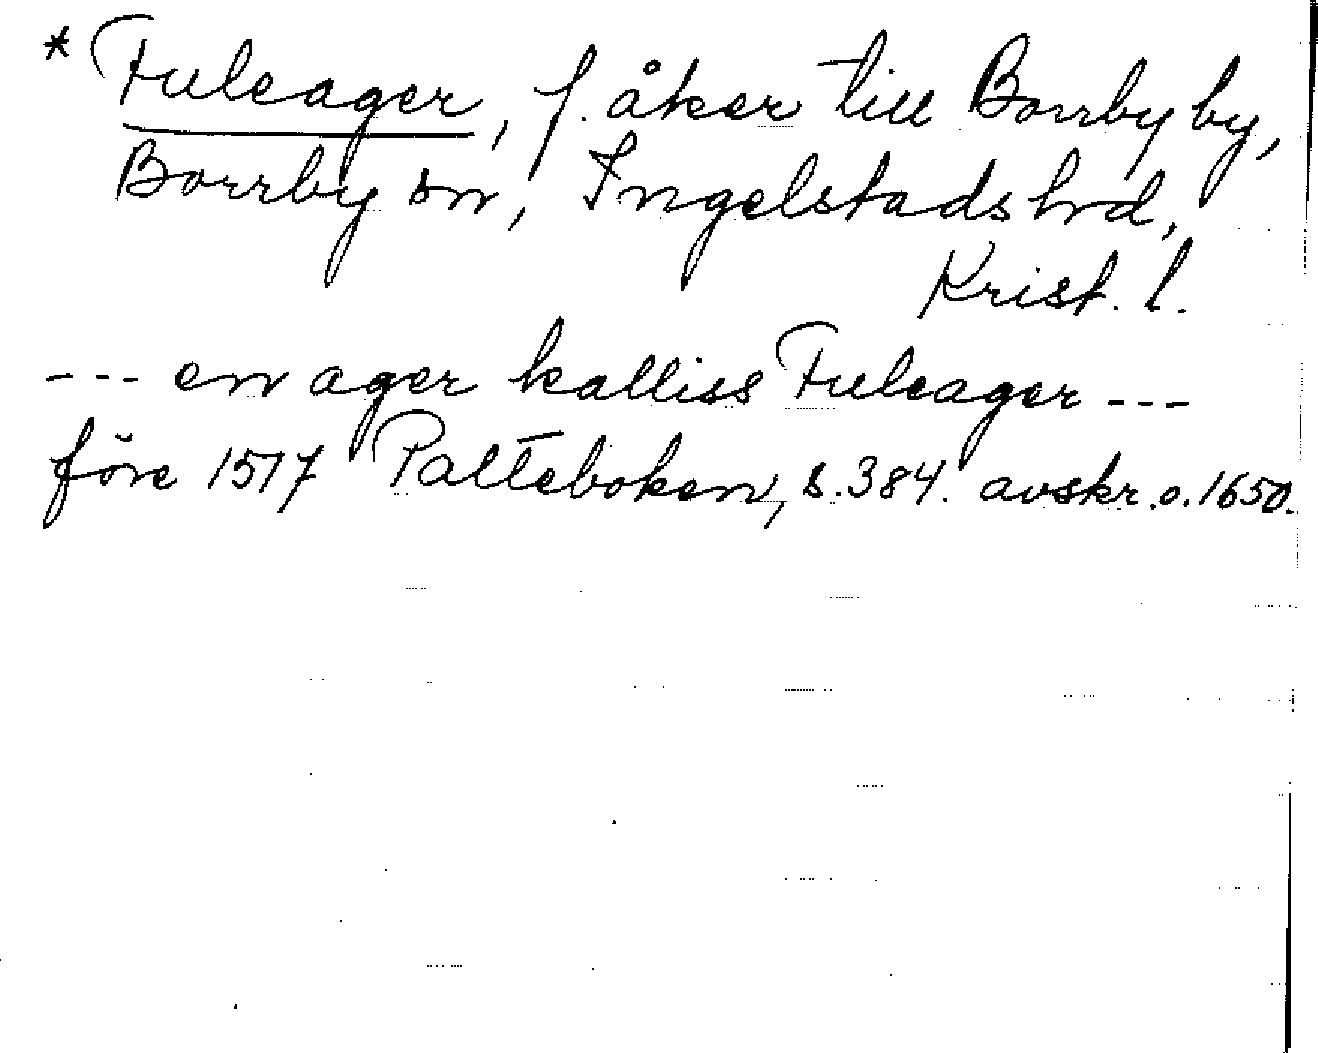 * Fuleager, f. åker till Borrby by,
Borrby sn, Ingelstads hrd,
Krist. l.
--- en ager kalliss Fuleager ---
före 1517 Palteboken, s. 384. avskr. o. 1650.